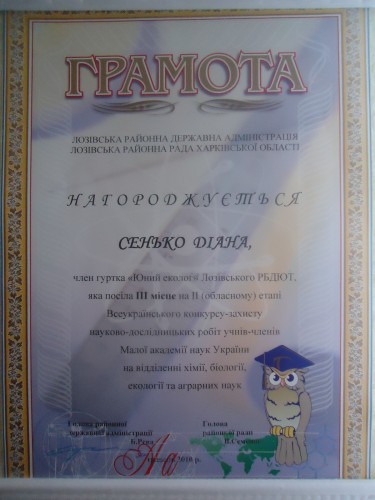 ГРАМОТА
ЛОЗІВСЬКА РАЙОННА ДЕРЖАВНА АДМІНІСТРАЦІЯ
ЛОЗІВСЬКА РАЙОННА РАДА ХАРКІВСЬКОЇ ОБЛАСТІ
НАГОРОДЖУЄТЬСЯ
СЕНЬКО ДІАНА,
член гуртка «Юний еколог» Лозівського РБДЮТ,
яка посіла ІІІ місце на ІІ (обласному) етапі
Всеукраїнського конкурсу-захисту
науково-дослідницьких робіт учнів-членів
Малої академії наук України
на відділенні хімії, біології,
екології та аграрних наук
Голова районної Голова
державної адміністрації районної ради
р.